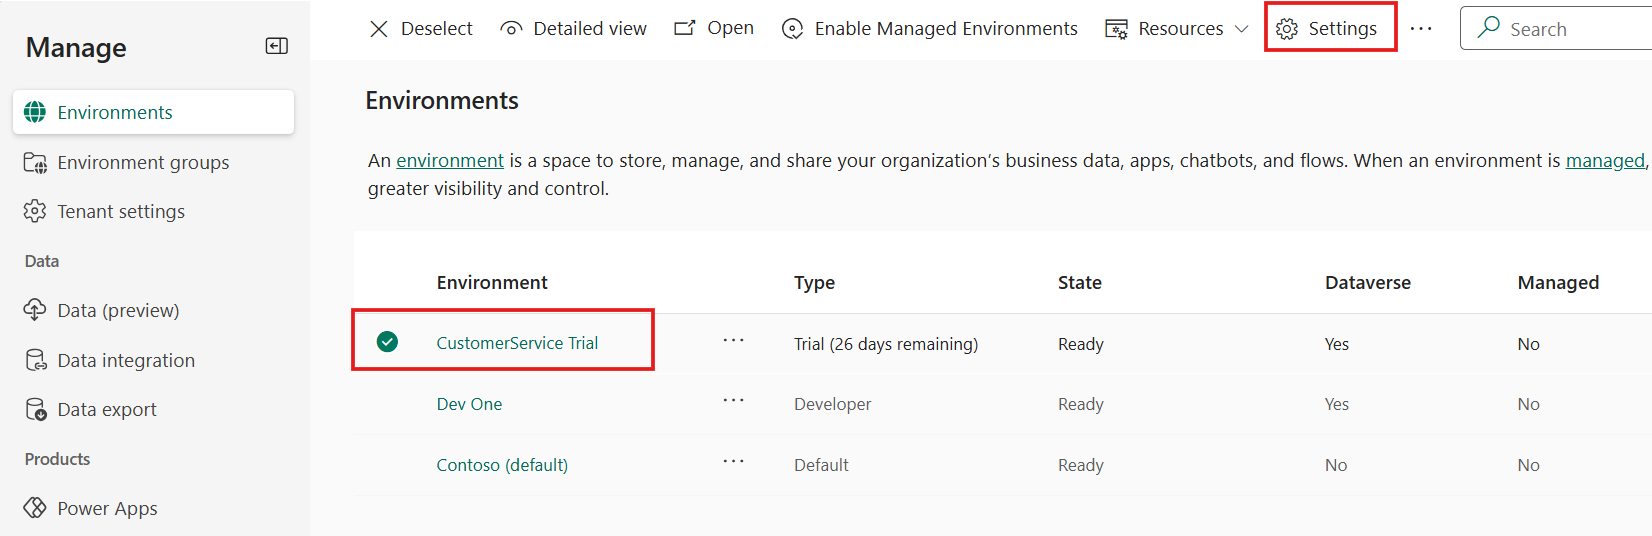 Manage
Environments
Environment groups
Tenant settings
Data
Data (preview)
Data integration
Data export
Products
Power Apps
Deselect Detailed view Open Enable Managed Environments Resources Settings ··· Search
Environments
An environment is a space to store, manage, and share your organization's business data, apps, chatbots, and flows. When an environment is managed,
greater visibility and control.
Environment Type State Dataverse Managed
CustomerService Trial ··· Trial (26 days remaining) Ready Yes No
Dev One ··· Developer Ready Yes No
Contoso (default) ··· Default Ready No No